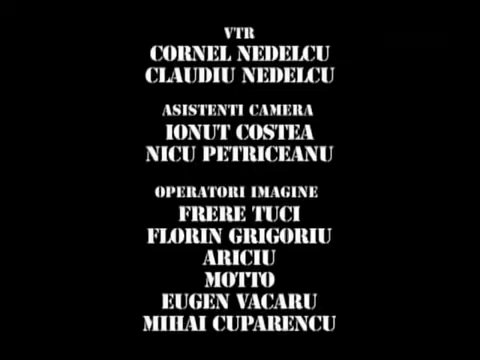 VTR
CORNEL NEDELCU
CLAUDIU NEDELCU
ASISTENTI CAMERA
IONUT COSTEA
NICU PETRICEANU
OPERATORI IMAGINE
FRERE TUCI
FLORIN GRIGORIU
ARICIU
MOTTO
EUGEN VACARU
MIHAI CUPARENCU